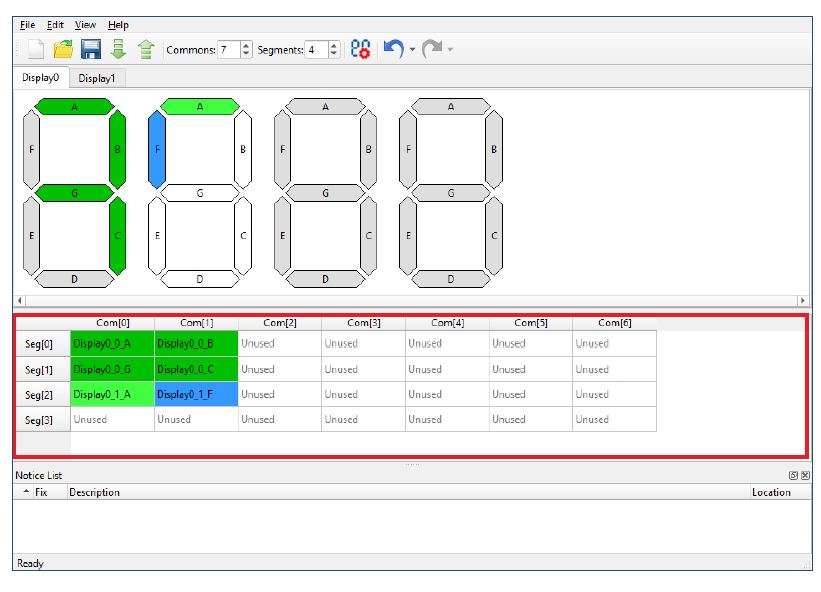 File Edit View Help
Commons: 7 Segments: 4
Display0 Display1
A A A A
F B F B F B F B
G G G G
E C E C E C E C
D D D D
Com[0] Com[1] Com[2] Com[3] Com[4] Com[5] Com[6]
Seg[0] Display0_0_A Display0_0_B Unused Unused Unused Unused Unused
Seg[1] Display0_0_G Display0_0_C Unused Unused Unused Unused Unused
Seg[2] Display0_1_A Display0_1_F Unused Unused Unused Unused Unused
Seg[3] Unused Unused Unused Unused Unused Unused Unused
Notice List
Fix Description Location
Ready